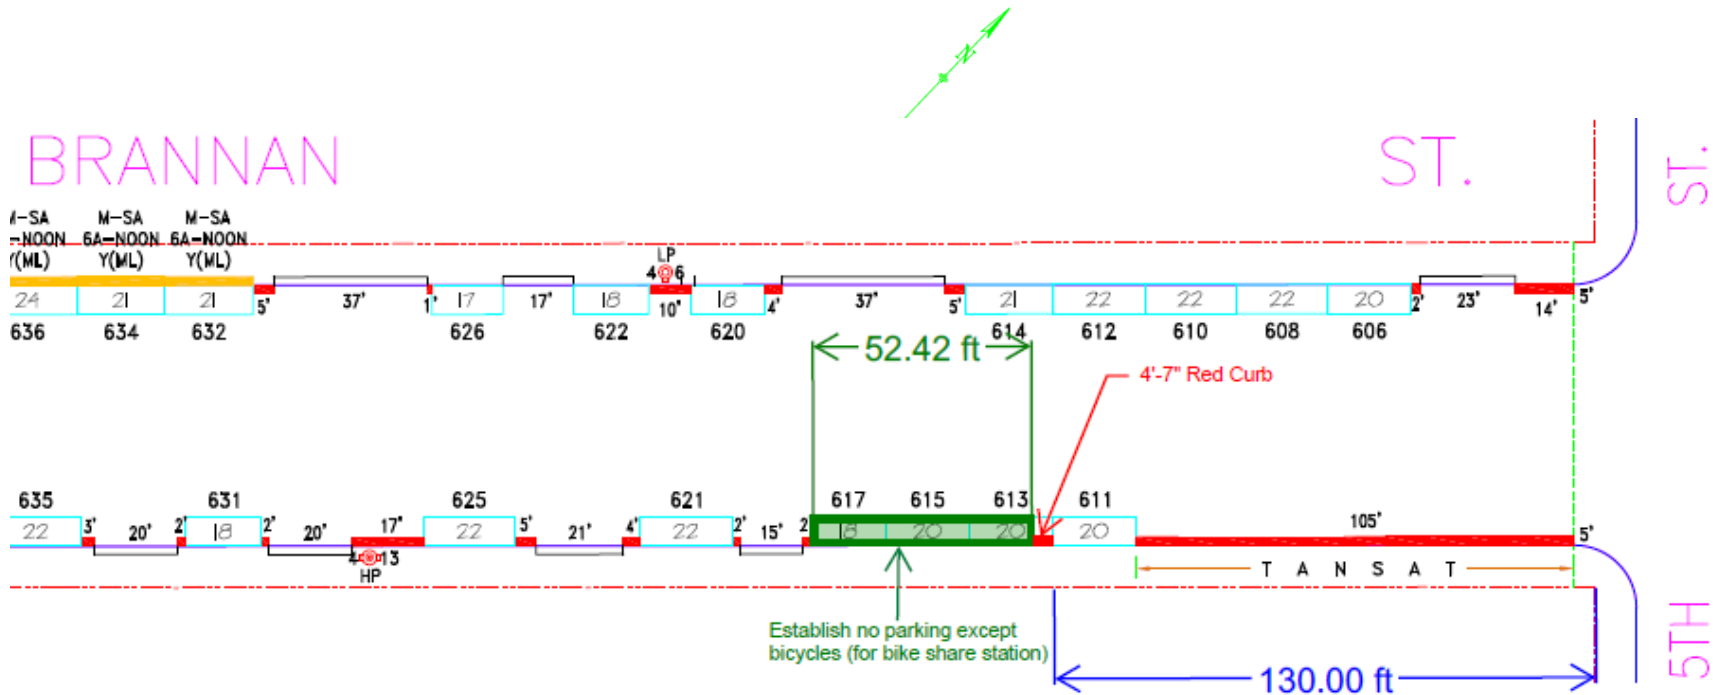 N
BRANNAN ST.
ST.
M-SA M-SA
-NOON 6A-NOON 6A-NOON
Y(ML) Y(ML) Y(ML)
LP
4 6
24 21 21 5' 37' 1' 17 17' 18 10' 18 4' 37' 5' 21 22 22 22 20 2' 23' 14' 5'
636 634 632 626 622 620 614 612 610 608 606
52.42 ft
4'-7" Red Curb
635 631 625 621 617 615 613 611
22 3' 20' 2' 18 2' 20' 17' 22 5' 21' 4' 22 2' 15' 2 18 20 20 20 105' 5'
4 13
HP
T A N S A T
Establish no parking except
bicycles (for bike share station)
130.00 ft
5TH